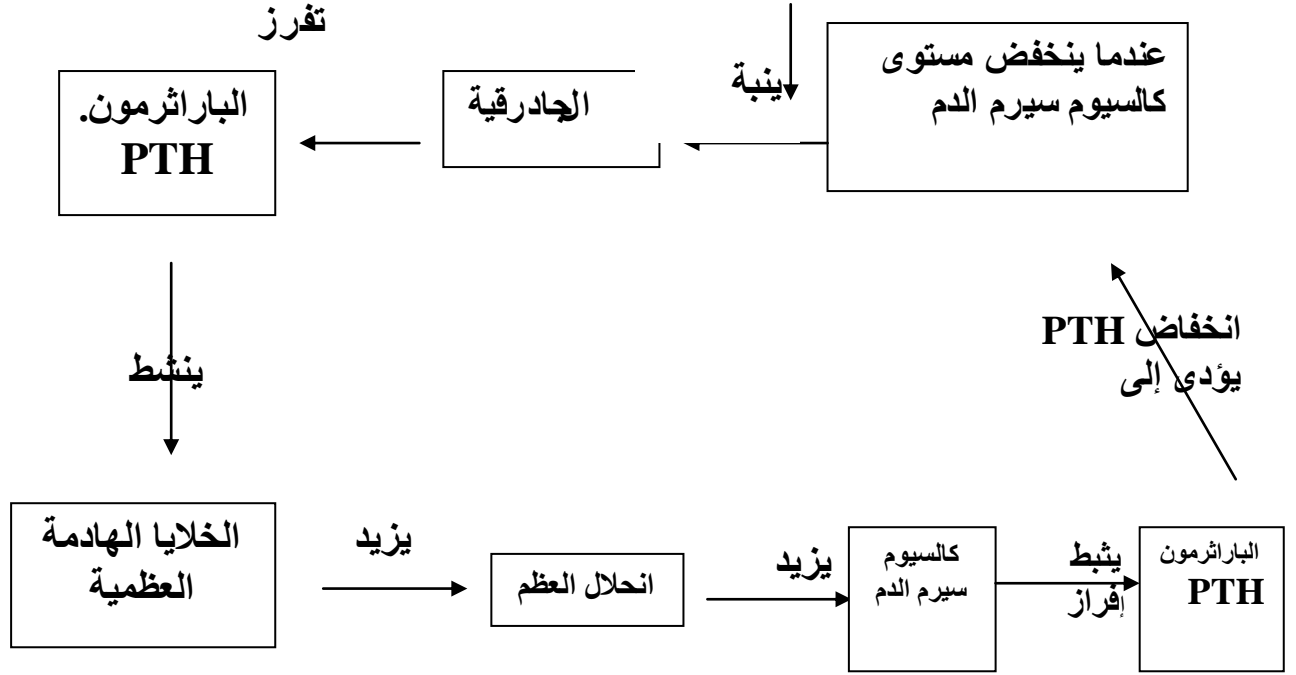 عندما ينخفض مستوى
كالسيوم سيرم الدم
ينبة
الجادرقية
تفرز
الباراثرمون.
PTH
ينشط
الخلايا الهادمة
العظمية
يزيد
انحلال العظم
يزيد
كالسيوم
سيرم الدم
يثبط
إفراز
الباراثرمون
PTH
انخفاض PTH
يؤدى إلى